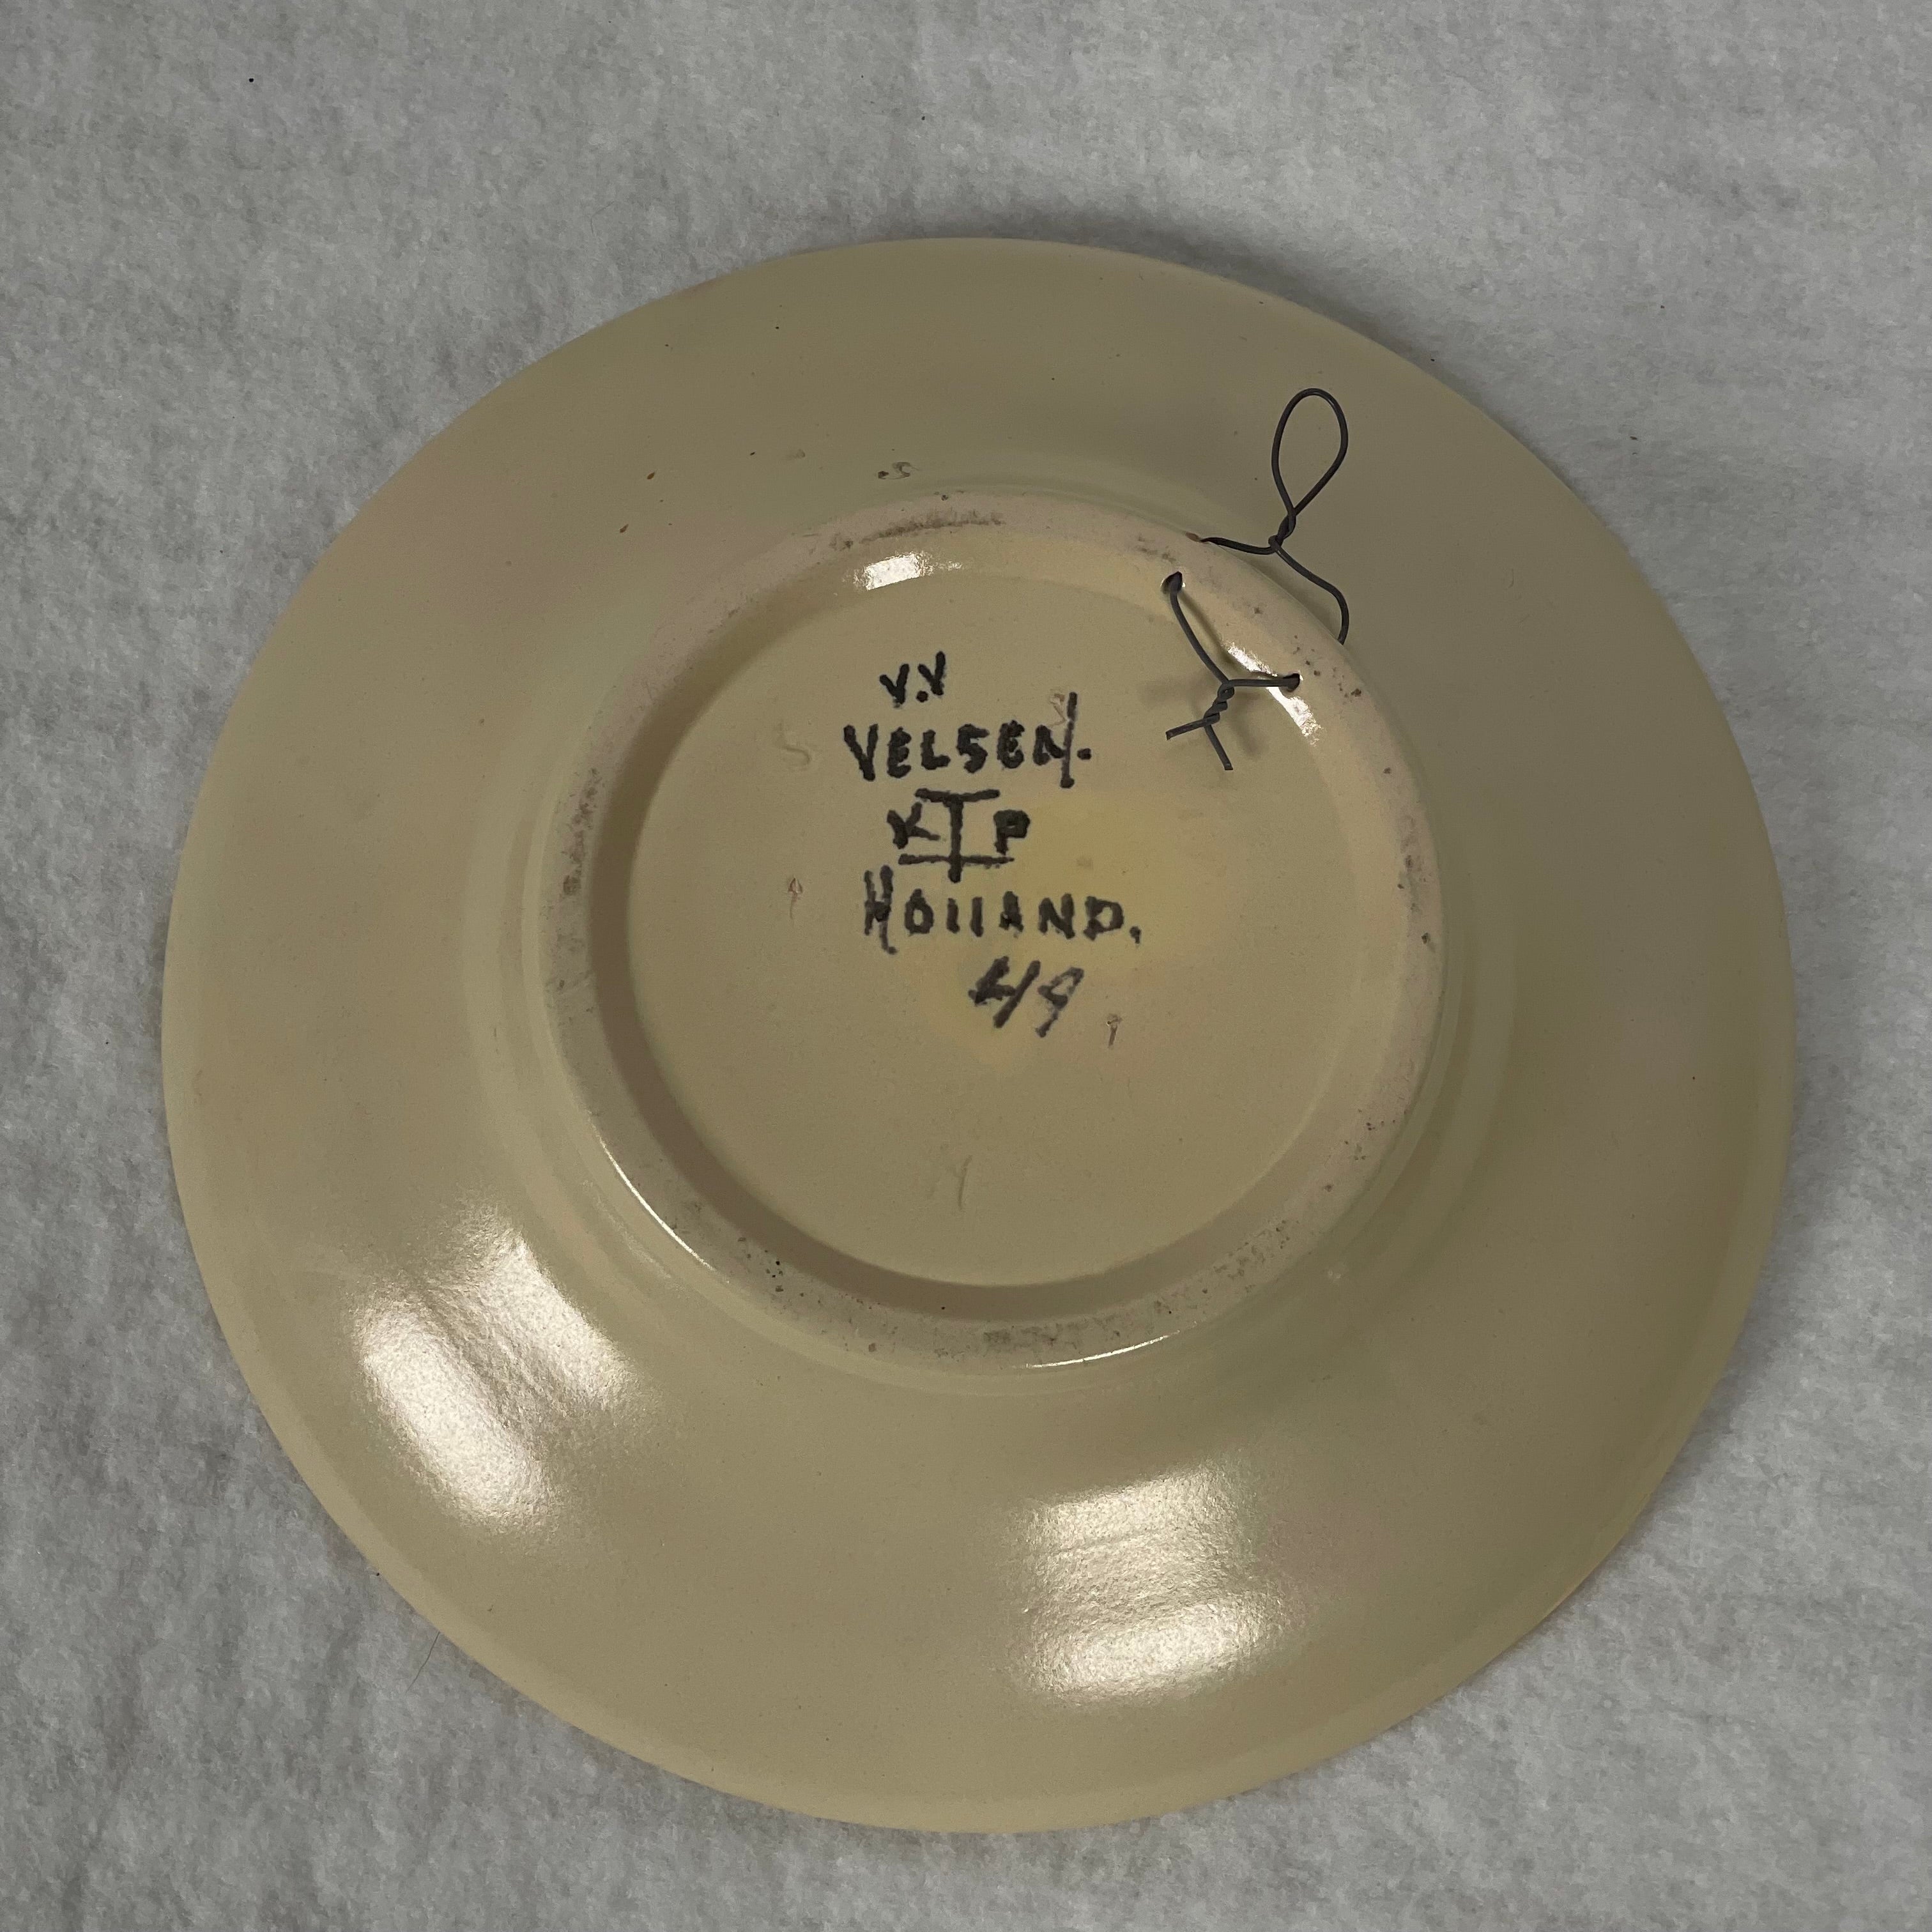 V.V
VELSEN.
KTP
HOLLAND.
49